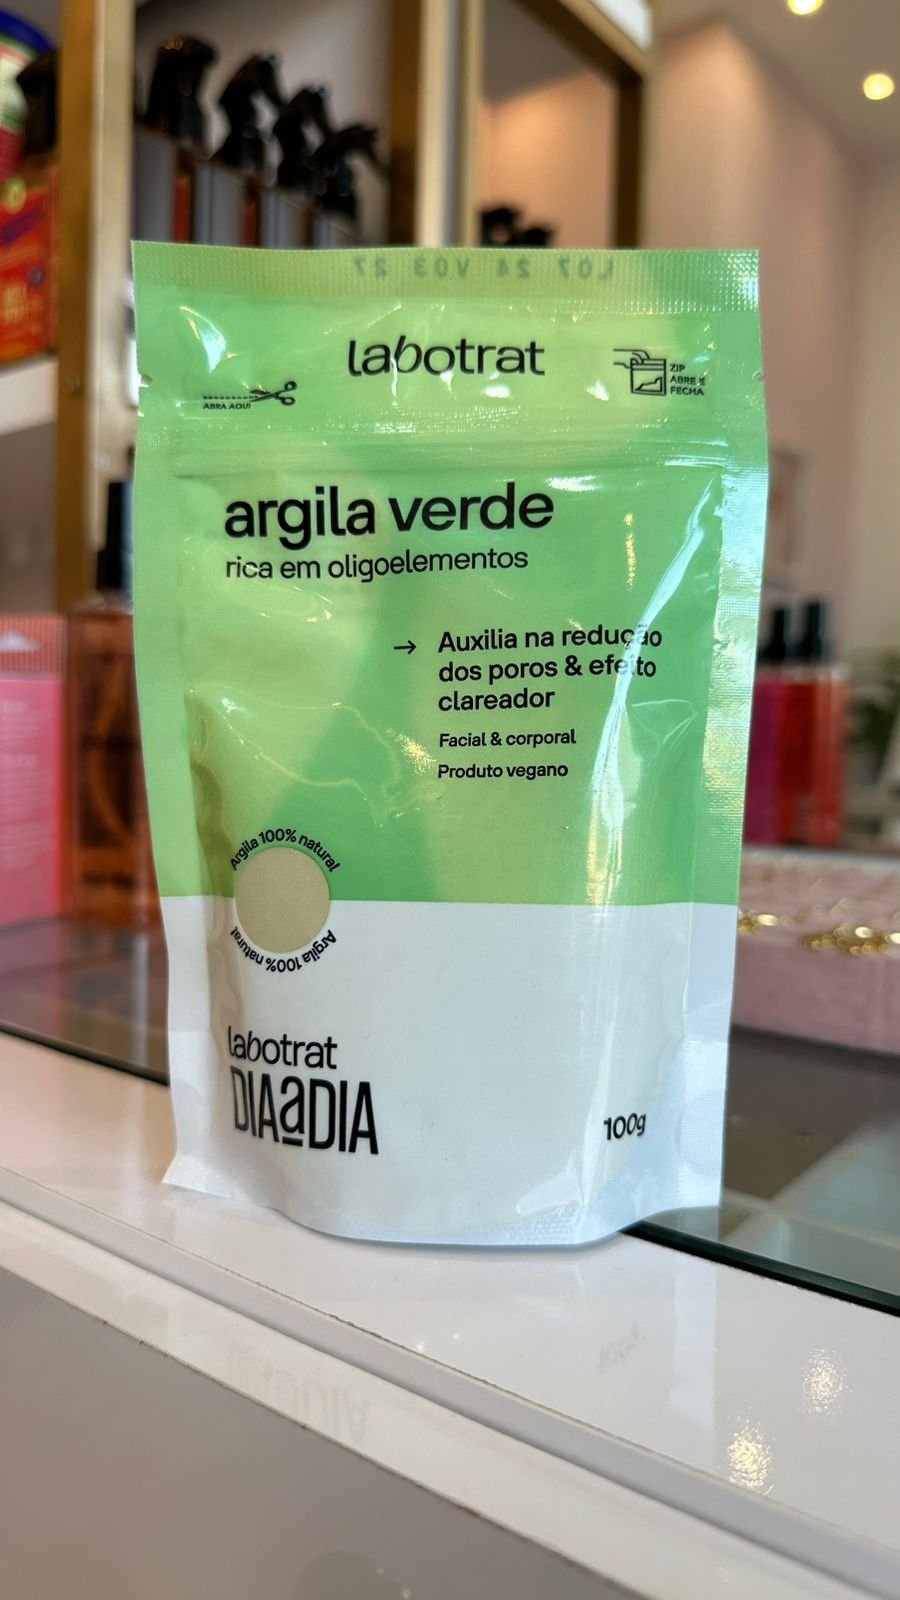 L07 24 V03 27
labotrat
ABRA AQUI
ZIP
ABRE E
FECHA
argila verde
rica em oligoelementos
→ Auxilia na redução
dos poros & efeito
clareador
Facial & corporal
Produto vegano
Argila 100% natural
Argila 100% natural
labotrat
DIAaDIA
100g